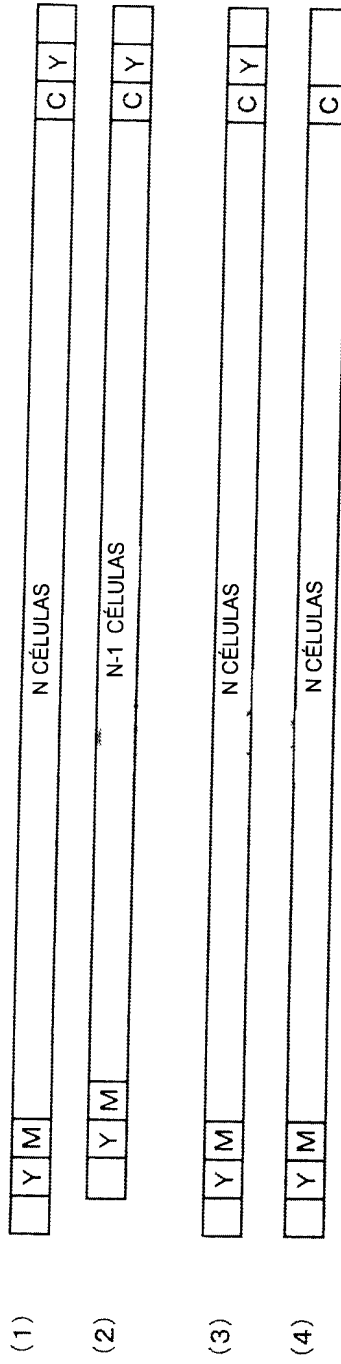 (1) Y M N CÉLULAS C Y
(2) Y M N-1 CÉLULAS C Y
(3) Y M N CÉLULAS C Y
(4) Y M N CÉLULAS C